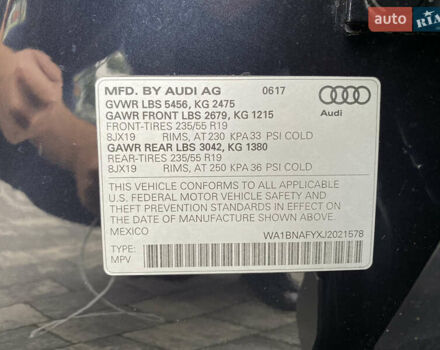 auto RIA
MFD. BY AUDI AG 0617
GVWR LBS 5456, KG 2475
GAWR FRONT LBS 2679, KG 1215
FRONT-TIRES 235/55 R19
8JX19 RIMS, AT 230 KPA 33 PSI COLD
GAWR REAR LBS 3042, KG 1380
REAR-TIRES 235/55 R19
8JX19 RIMS, AT 250 KPA 36 PSI COLD
Audi
THIS VEHICLE CONFORMS TO ALL APPLICABLE
U.S. FEDERAL MOTOR VEHICLE SAFETY AND
THEFT PREVENTION STANDARDS IN EFFECT ON
THE DATE OF MANUFACTURE SHOWN ABOVE.
MEXICO WA1BNAFYXJ2021578
TYPE:
MPV